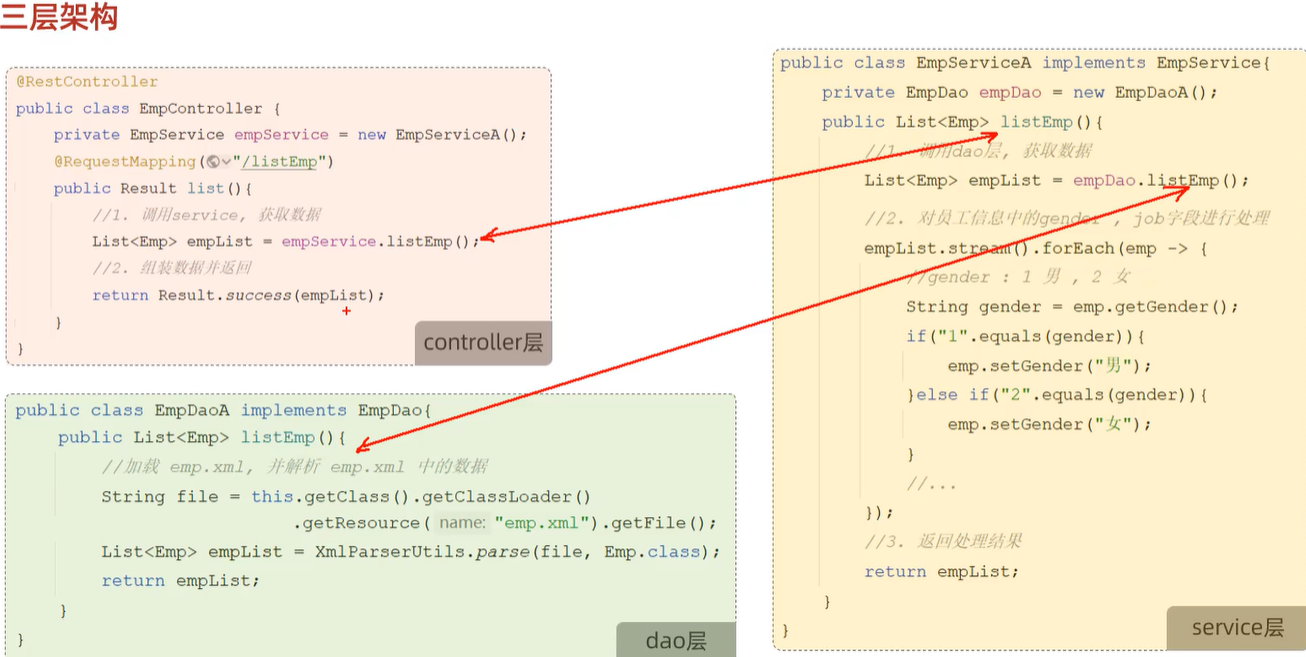 三层架构
@RestController
public class EmpController {
private EmpService empService = new EmpServiceA();
@RequestMapping("/listEmp")
public Result list(){
//1. 调用service, 获取数据
List<Emp> empList = empService.listEmp();
//2. 组装数据并返回
return Result.success(empList);
}
}
controller层
public class EmpDaoA implements EmpDao{
public List<Emp> listEmp(){
//加载 emp.xml, 并解析 emp.xml 中的数据
String file = this.getClass().getClassLoader()
.getResource( name: "emp.xml").getFile();
List<Emp> empList = XmlParserUtils.parse(file, Emp.class);
return empList;
}
}
dao层
public class EmpServiceA implements EmpService{
private EmpDao empDao = new EmpDaoA();
public List<Emp> listEmp(){
//1. 调用dao层, 获取数据
List<Emp> empList = empDao.listEmp();
//2. 对员工信息中的gender , job字段进行处理
empList.stream().forEach(emp -> {
//gender : 1 男 , 2 女
String gender = emp.getGender();
if("1".equals(gender)){
emp.setGender("男");
}else if("2".equals(gender)){
emp.setGender("女");
}
//...
});
//3. 返回处理结果
return empList;
}
}
service层